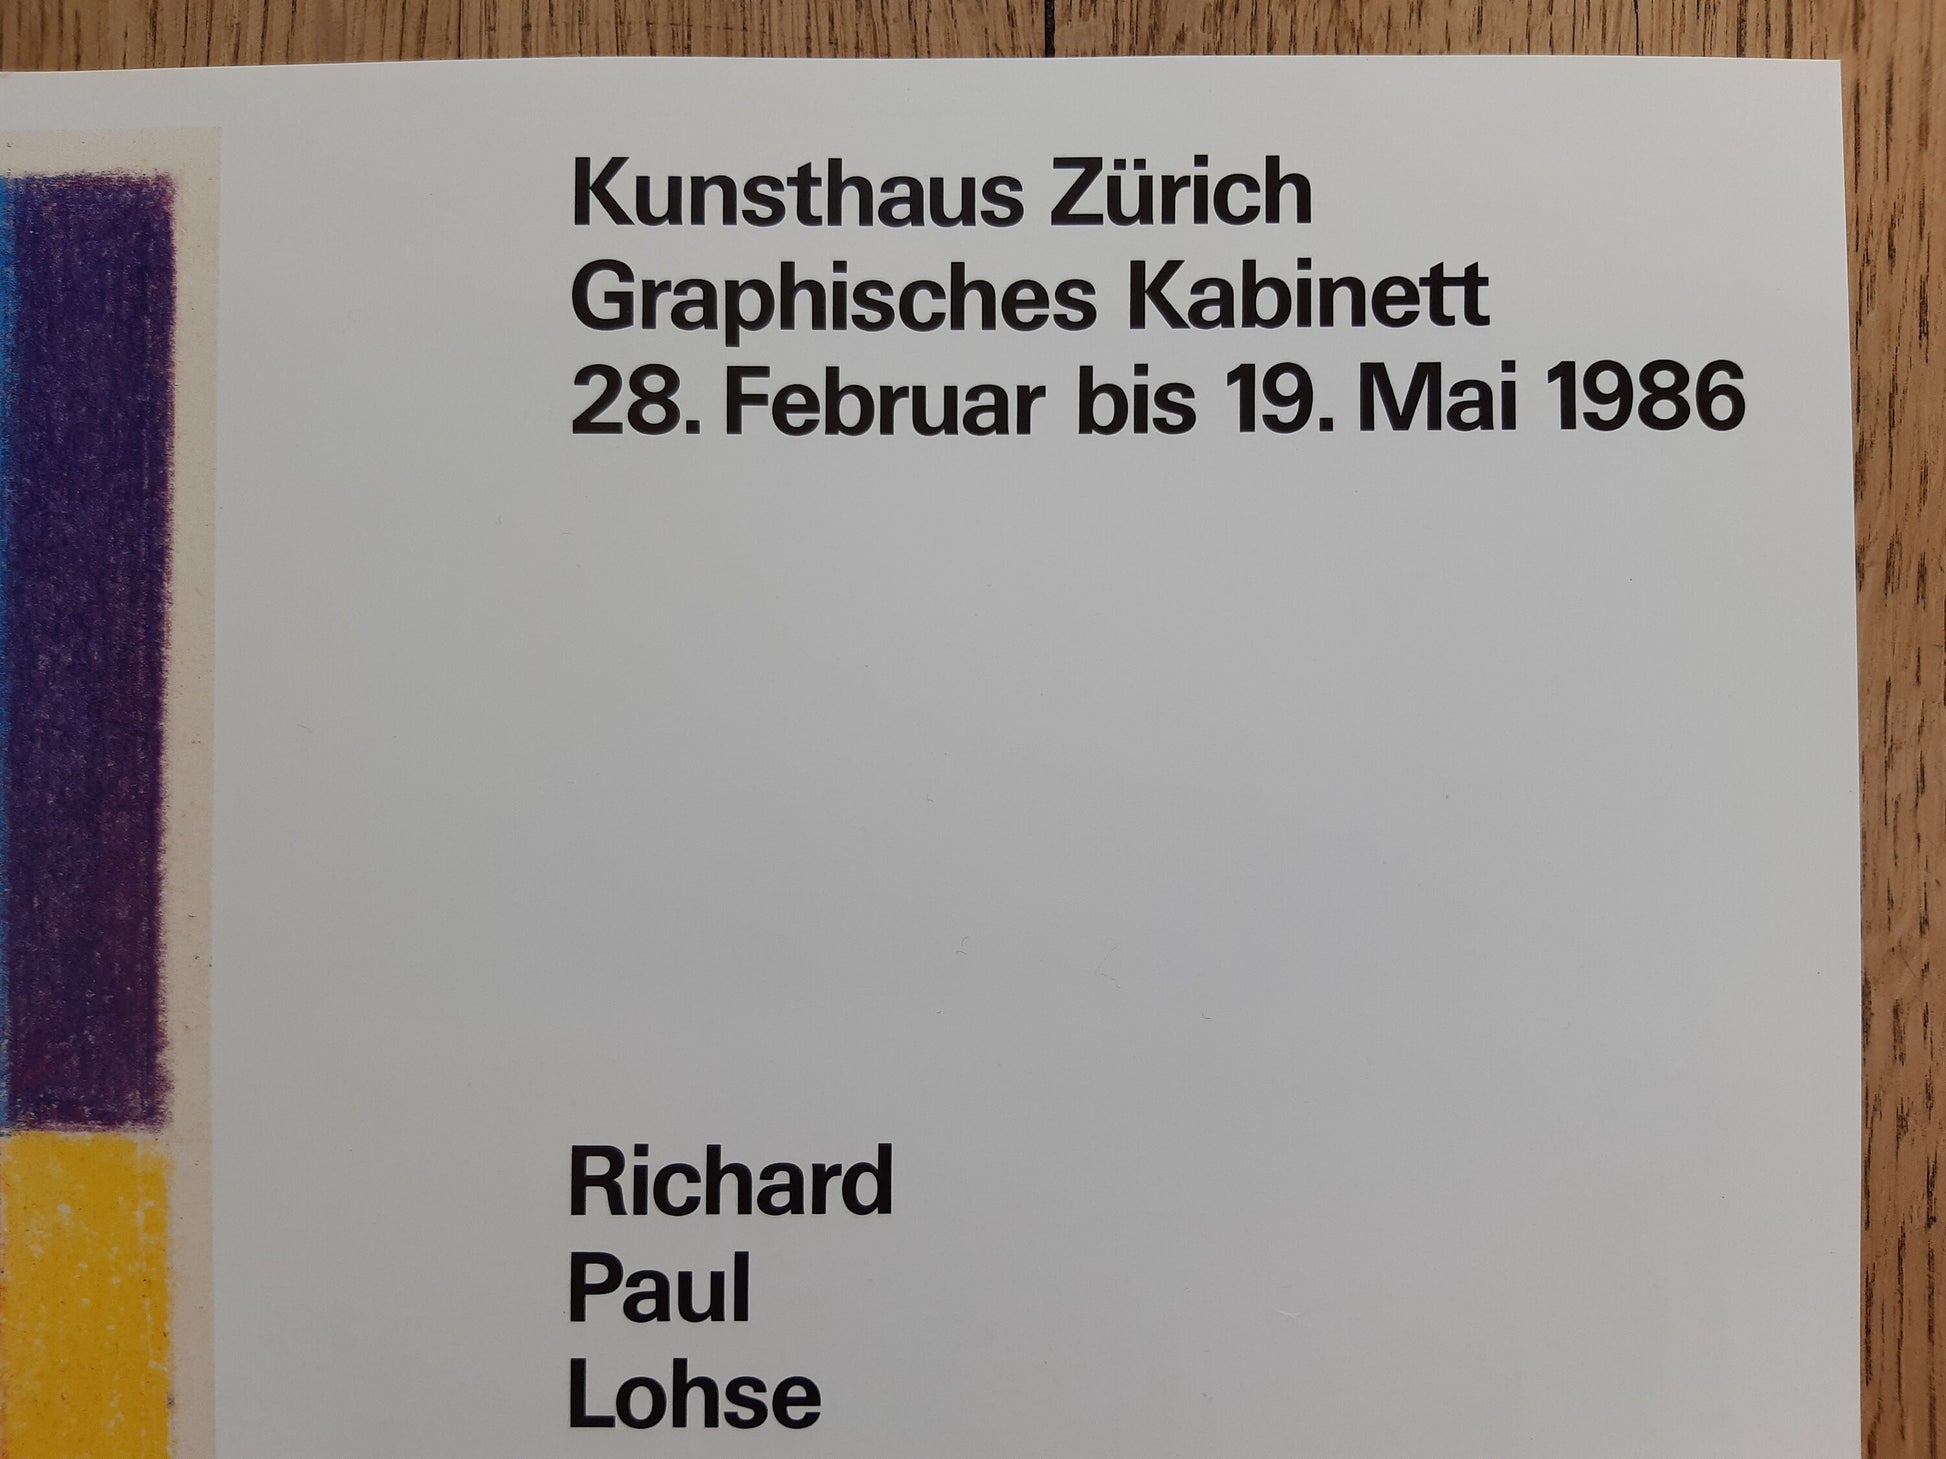 Kunsthaus Zürich
Graphisches Kabinett
28. Februar bis 19. Mai 1986
Richard
Paul
Lohse